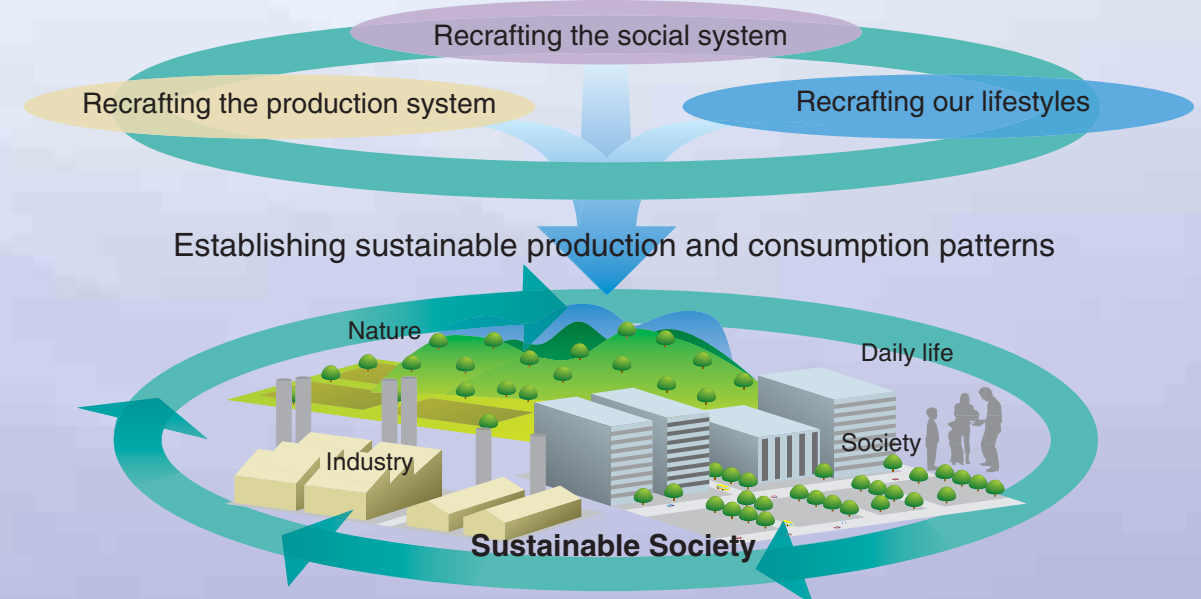 Recrafting the social system
Recrafting the production system
Recrafting our lifestyles
Establishing sustainable production and consumption patterns
Nature
Daily life
Society
Industry
Sustainable Society